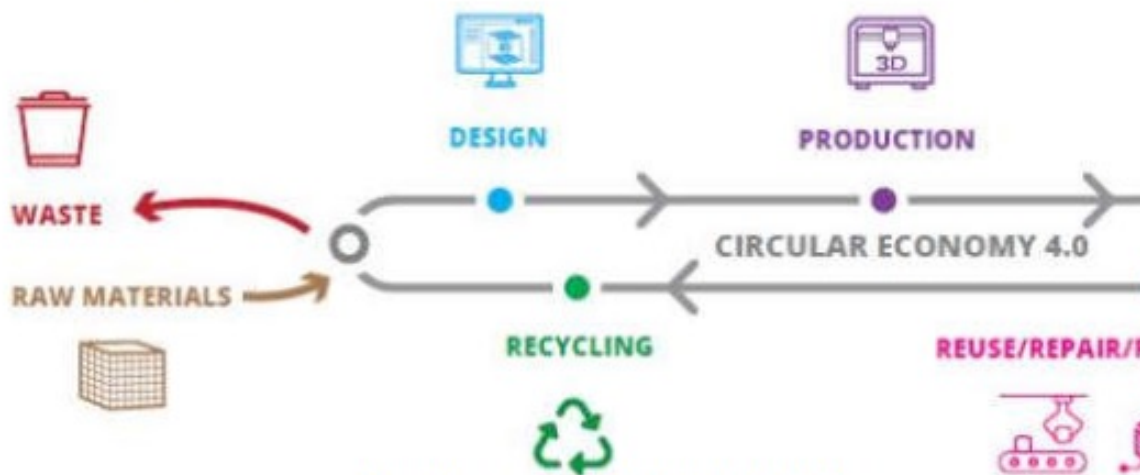 3D
DESIGN
PRODUCTION
WASTE
CIRCULAR ECONOMY 4.0
RAW MATERIALS
RECYCLING
REUSE/REPAIR/